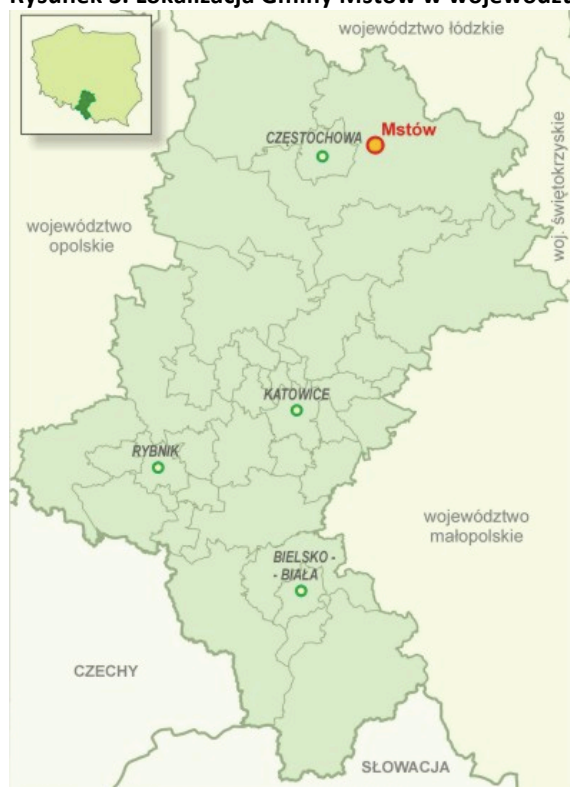 województwo łódzkie
CZĘSTOCHOWA
Mstów
woj. świętokrzyskie
województwo
opolskie
KATOWICE
RYBNIK
województwo
małopolskie
BIELSKO -
- BIAŁA
CZECHY
SŁOWACJA